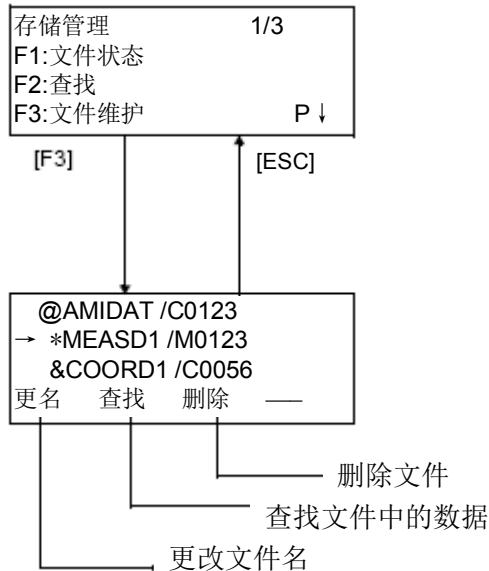 存储管理 1/3
F1:文件状态
F2:查找
F3:文件维护 P↓
[F3] [ESC]
@AMIDAT /C0123
→ *MEASD1 /M0123
&COORD1 /C0056
更名 查找 删除 ——
删除文件
查找文件中的数据
更改文件名